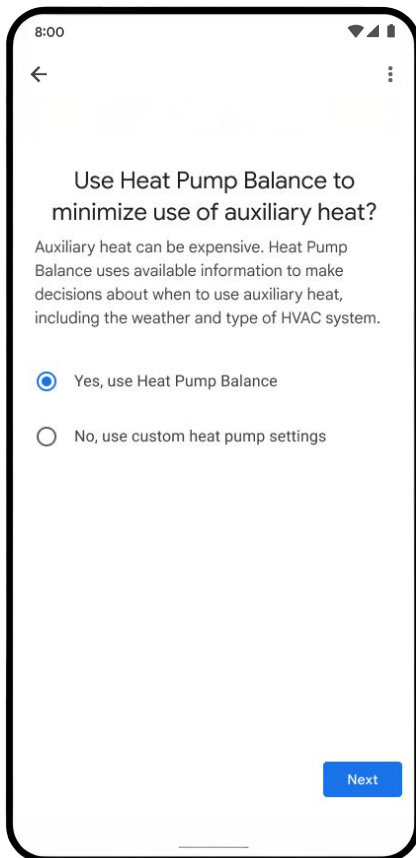 8:00
Use Heat Pump Balance to
minimize use of auxiliary heat?
Auxiliary heat can be expensive. Heat Pump
Balance uses available information to make
decisions about when to use auxiliary heat,
including the weather and type of HVAC system.
Yes, use Heat Pump Balance
No, use custom heat pump settings
Next